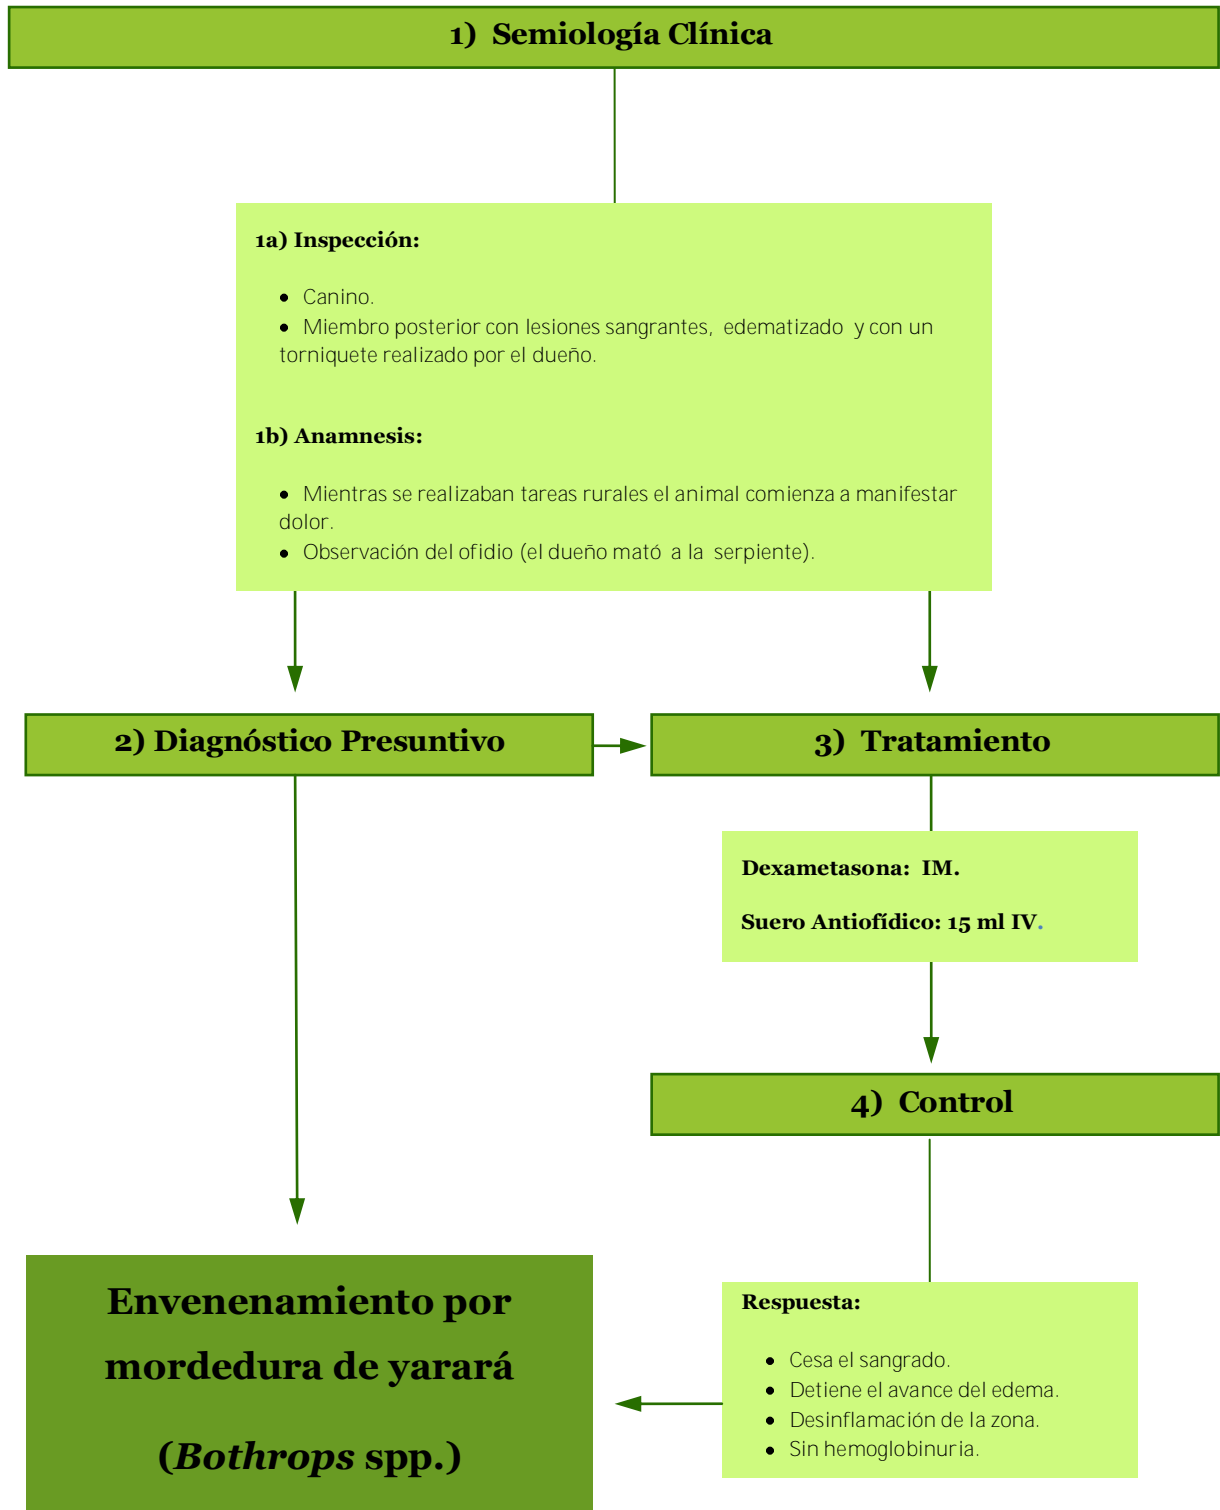 1) Semiología Clínica
1a) Inspección:
• Canino.
• Miembro posterior con lesiones sangrantes, edematizado y con un
torniquete realizado por el dueño.
1b) Anamnesis:
• Mientras se realizaban tareas rurales el animal comienza a manifestar
dolor.
• Observación del ofidio (el dueño mató a la serpiente).
2) Diagnóstico Presuntivo
3) Tratamiento
Dexametasona: IM.
Suero Antiofídico: 15 ml IV.
4) Control
Respuesta:
• Cesa el sangrado.
• Detiene el avance del edema.
• Desinflamación de la zona.
• Sin hemoglobinuria.
Envenenamiento por
mordedura de yarará
(Bothrops spp.)